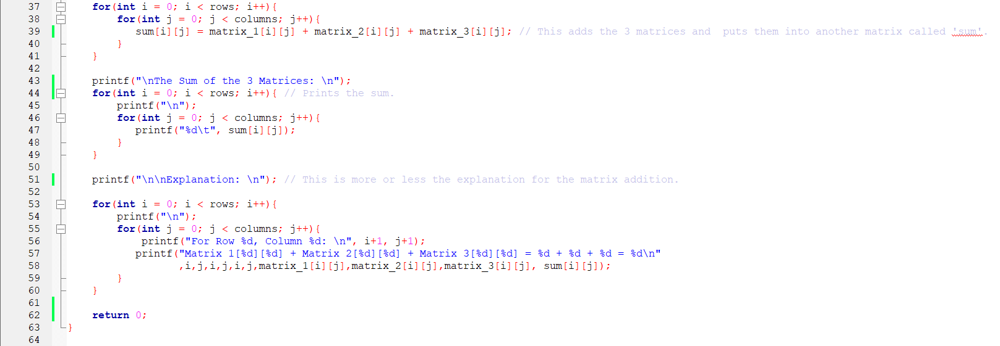 37 for(int i = 0; i < rows; i++){
38 for(int j = 0; j < columns; j++){
39 sum[i][j] = matrix_1[i][j] + matrix_2[i][j] + matrix_3[i][j]; // This adds the 3 matrices and  puts them into another matrix called 'sum'.
40 }
41 }
42
43 printf("\nThe Sum of the 3 Matrices: \n");
44 for(int i = 0; i < rows; i++){ // Prints the sum.
45 printf("\n");
46 for(int j = 0; j < columns; j++){
47 printf("%d\t", sum[i][j]);
48 }
49 }
50
51 printf("\n\nExplanation: \n"); // This is more or less the explanation for the matrix addition.
52
53 for(int i = 0; i < rows; i++){
54 printf("\n");
55 for(int j = 0; j < columns; j++){
56 printf("For Row %d, Column %d: \n", i+1, j+1);
57 printf("Matrix 1[%d][%d] + Matrix 2[%d][%d] + Matrix 3[%d][%d] = %d + %d + %d = %d\n"
58 ,i,j,i,j,i,j,matrix_1[i][j],matrix_2[i][j],matrix_3[i][j], sum[i][j]);
59 }
60 }
61
62 return 0;
63 }
64